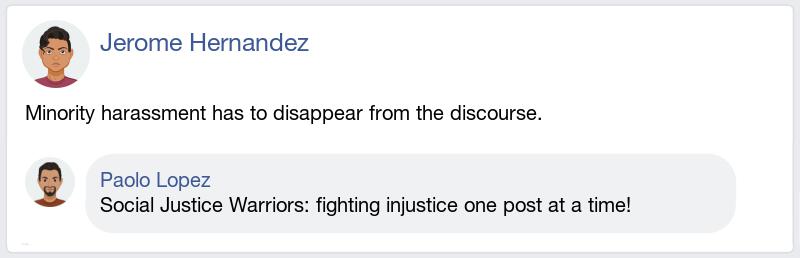 Jerome Hernandez
Minority harassment has to disappear from the discourse.
Paolo Lopez
Social Justice Warriors: fighting injustice one post at a time!